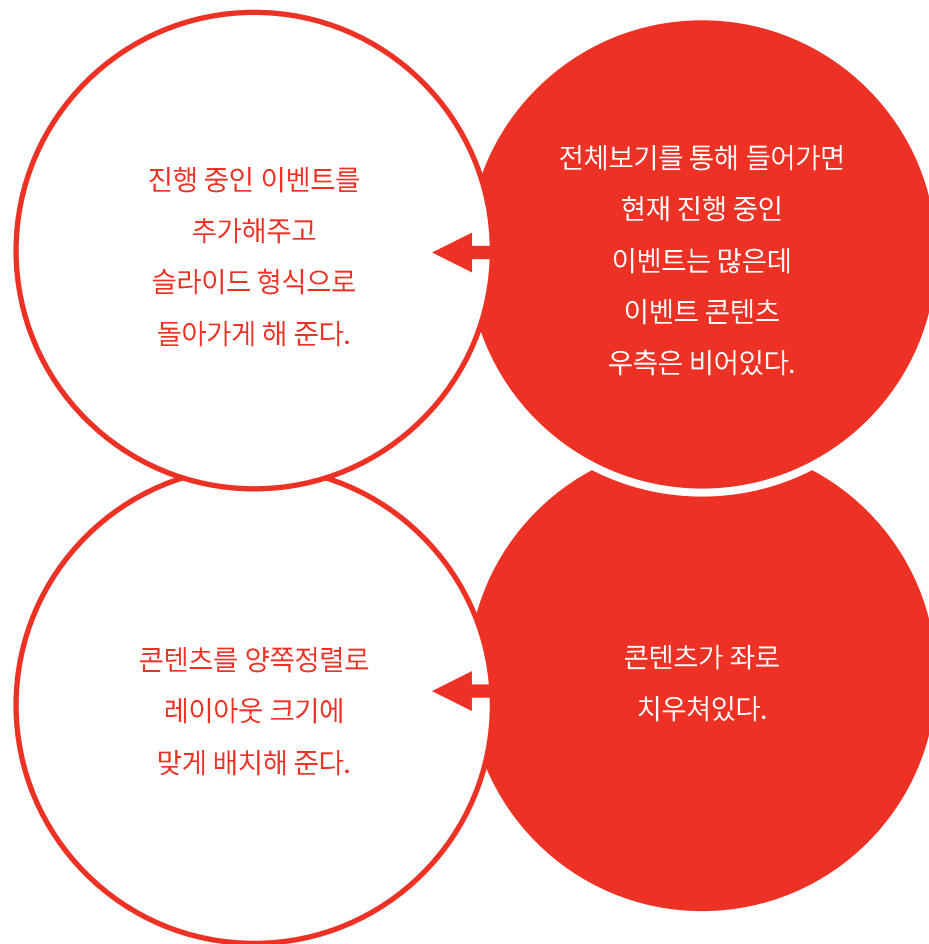 진행 중인 이벤트를
추가해주고
슬라이드 형식으로
돌아가게 해 준다.
전체보기를 통해 들어가면
현재 진행 중인
이벤트는 많은데
이벤트 콘텐츠
우측은 비어있다.
콘텐츠를 양쪽정렬로
레이아웃 크기에
맞게 배치해 준다.
콘텐츠가 좌로
치우쳐있다.